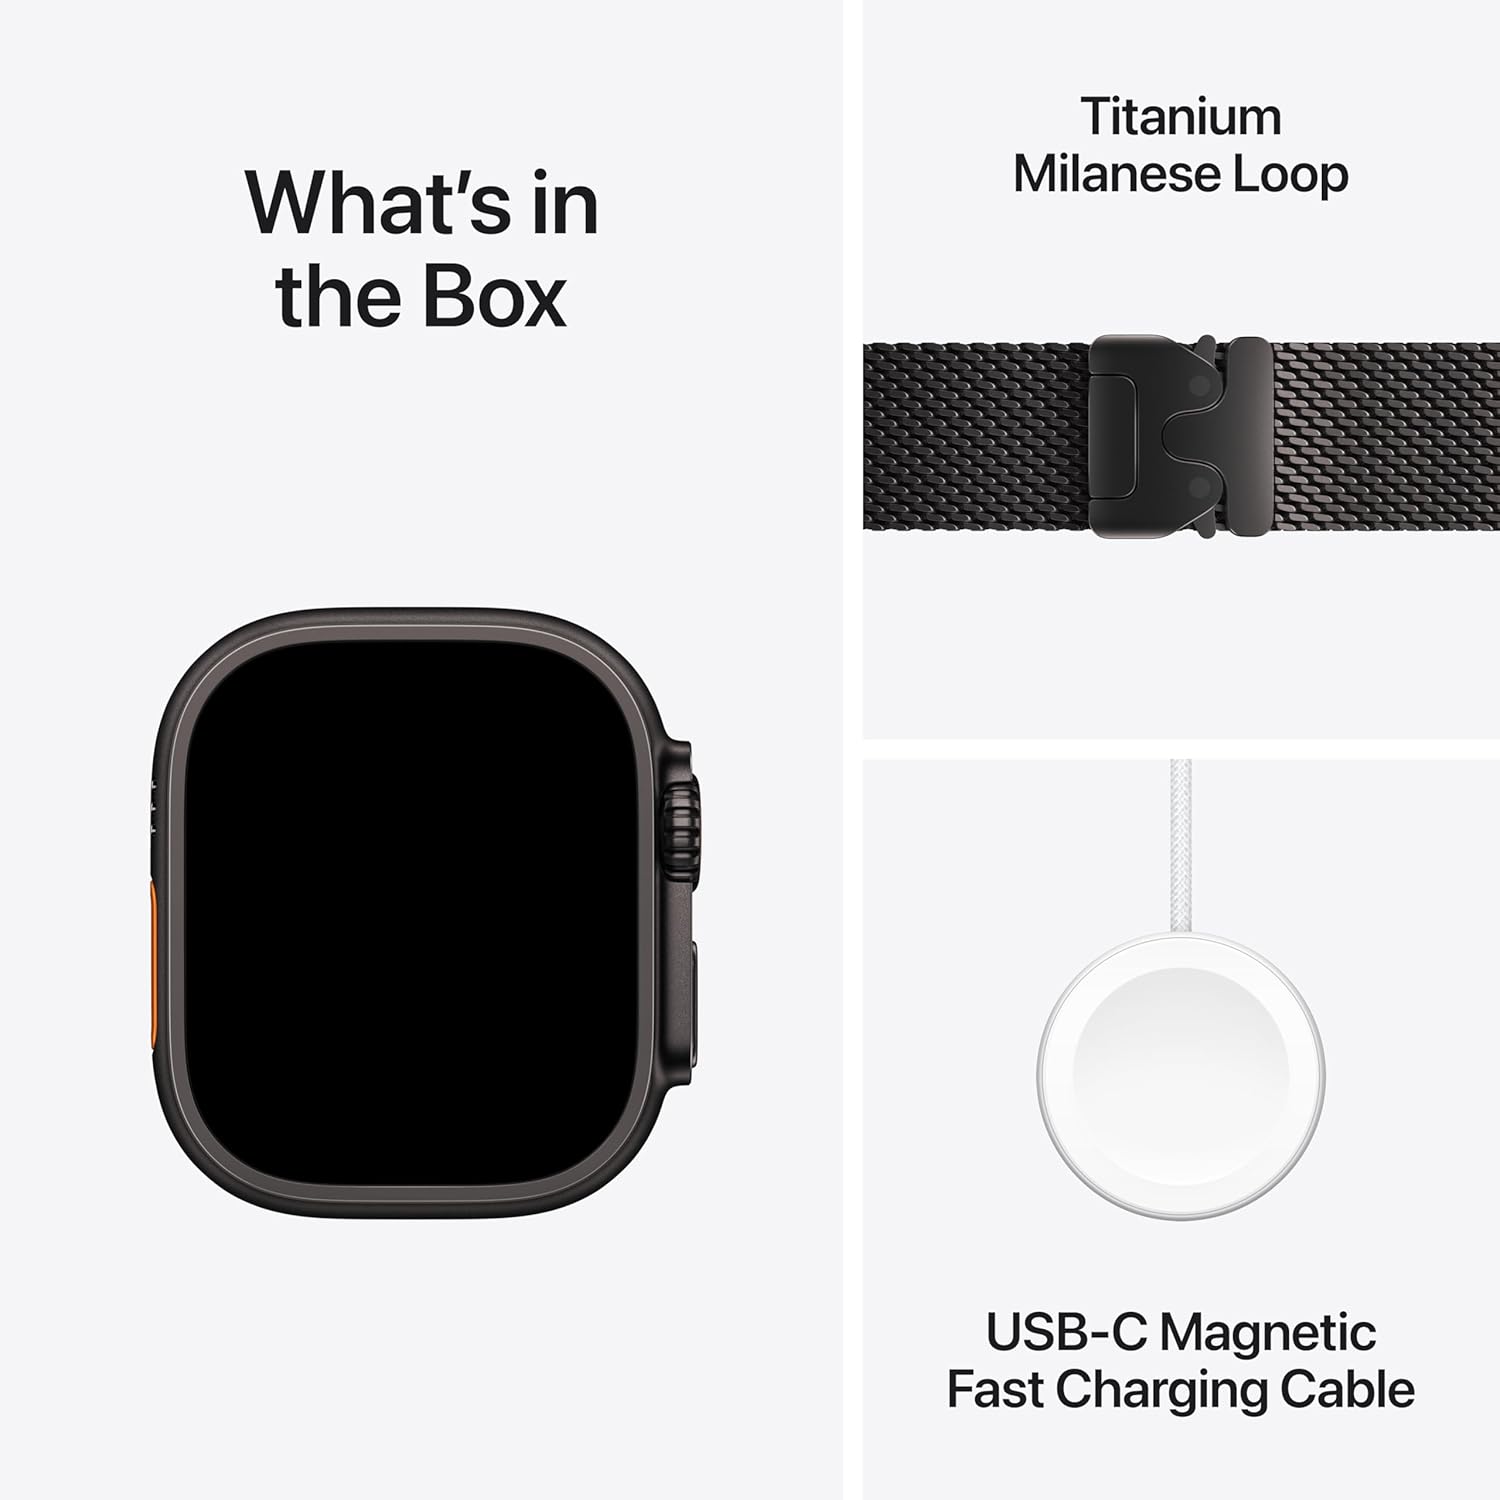 What’s in
the Box
Titanium
Milanese Loop
USB-C Magnetic
Fast Charging Cable